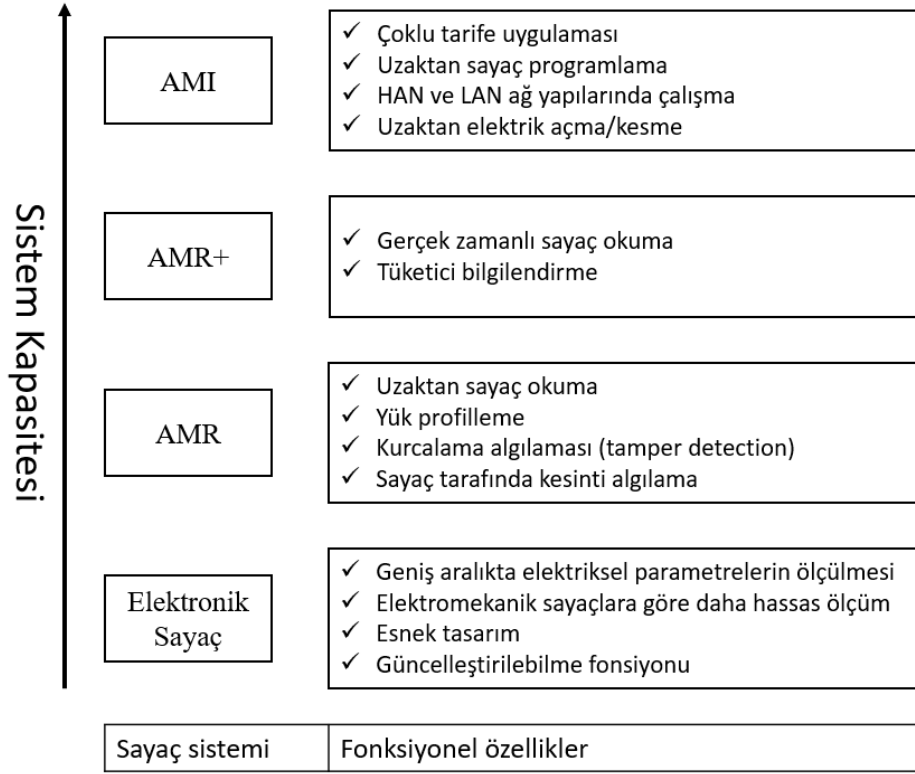 Sistem Kapasitesi
AMI
✓ Çoklu tarife uygulaması
✓ Uzaktan sayaç programlama
✓ HAN ve LAN ağ yapılarında çalışma
✓ Uzaktan elektrik açma/kesme
AMR+
✓ Gerçek zamanlı sayaç okuma
✓ Tüketici bilgilendirme
AMR
✓ Uzaktan sayaç okuma
✓ Yük profilleme
✓ Kurcalama algılaması (tamper detection)
✓ Sayaç tarafında kesinti algılama
Elektronik
Sayaç
✓ Geniş aralıkta elektriksel parametrelerin ölçülmesi
✓ Elektromekanik sayaçlara göre daha hassas ölçüm
✓ Esnek tasarım
✓ Güncelleştirilebilme fonsiyonu
Sayaç sistemi
Fonksiyonel özellikler